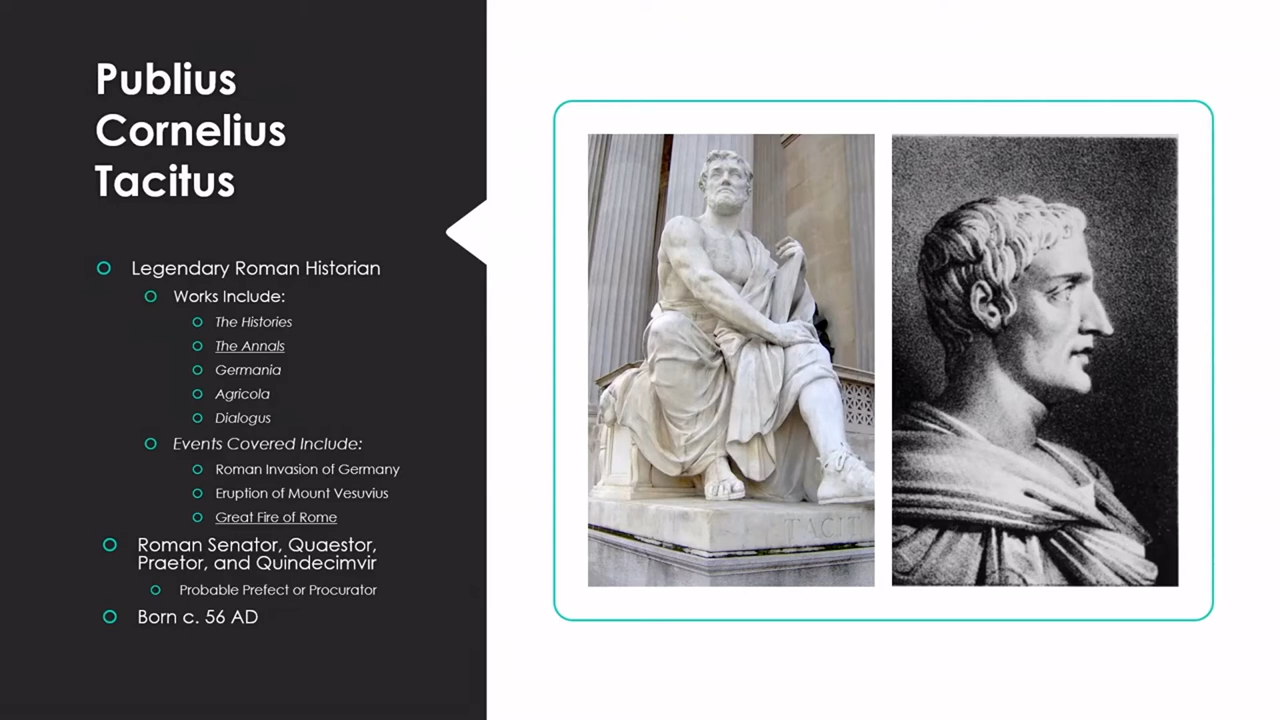 Publius
Cornelius
Tacitus
Legendary Roman Historian
Works Include:
The Histories
The Annals
Germania
Agricola
Dialogus
Events Covered Include:
Roman Invasion of Germany
Eruption of Mount Vesuvius
Great Fire of Rome
Roman Senator, Quaestor,
Praetor, and Quindecimvir
Probable Prefect or Procurator
Born c. 56 AD
TACIT